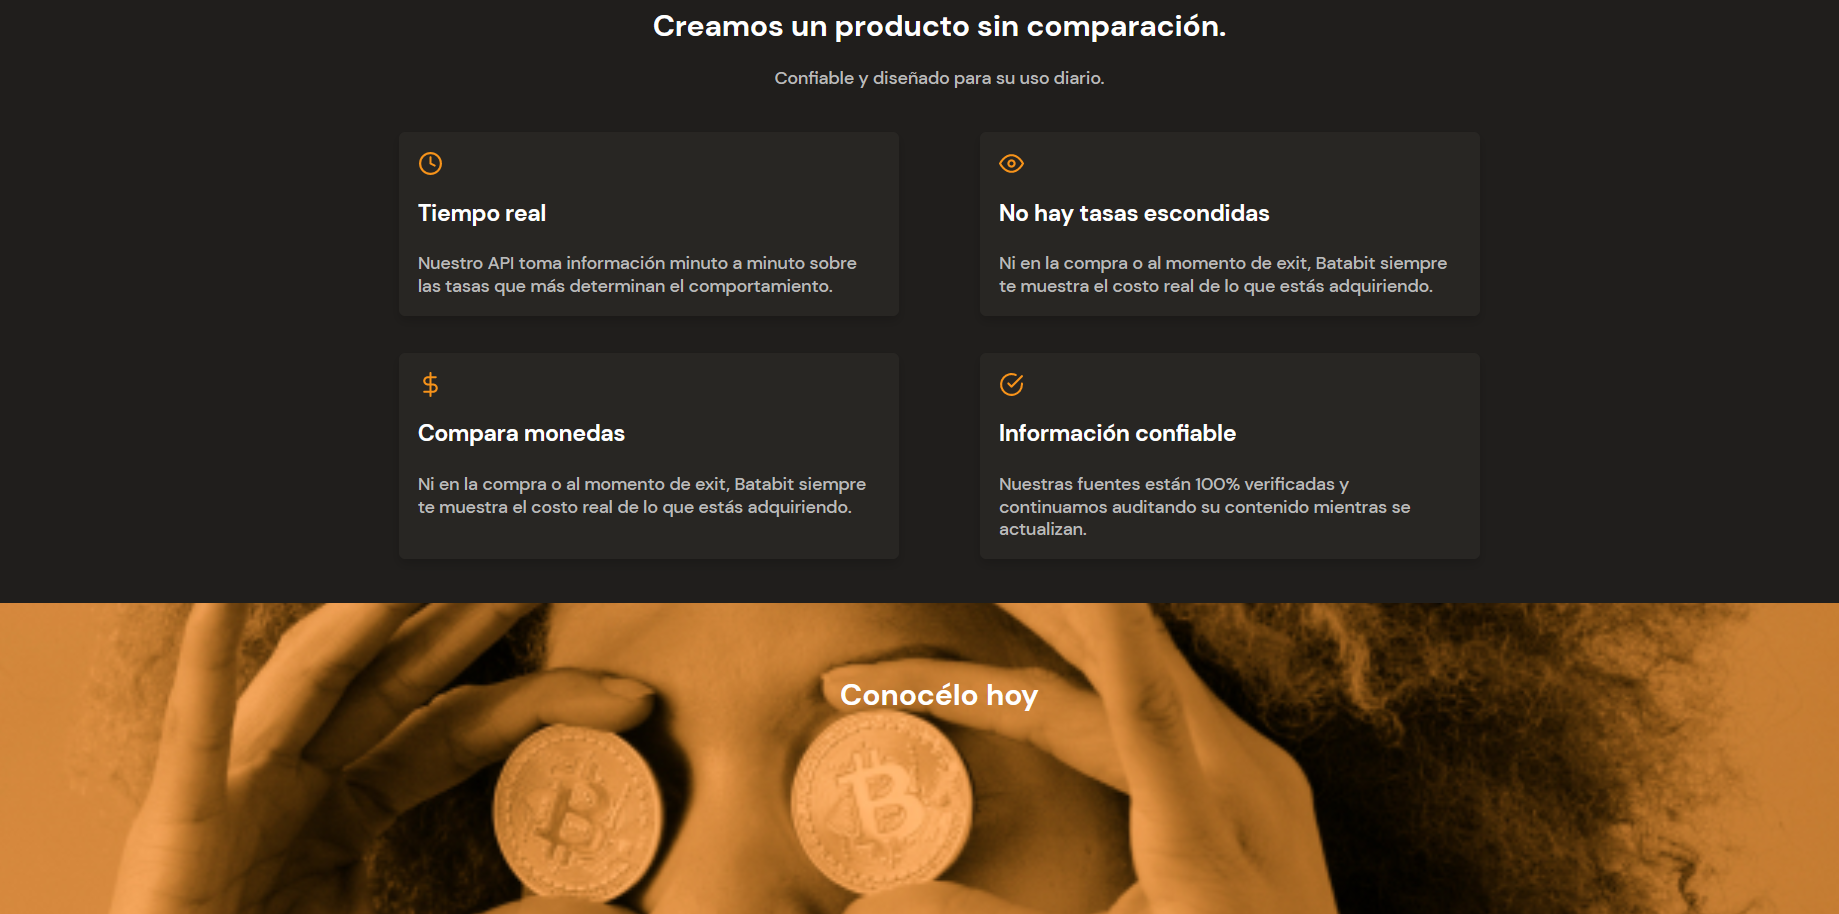 Creamos un producto sin comparación.
Confiable y diseñado para su uso diario.
Tiempo real
Nuestro API toma información minuto a minuto sobre
las tasas que más determinan el comportamiento.
No hay tasas escondidas
Ni en la compra o al momento de exit, Batabit siempre
te muestra el costo real de lo que estás adquiriendo.
Compara monedas
Ni en la compra o al momento de exit, Batabit siempre
te muestra el costo real de lo que estás adquiriendo.
Información confiable
Nuestras fuentes están 100% verificadas y
continuamos auditando su contenido mientras se
actualizan.
Conocélo hoy